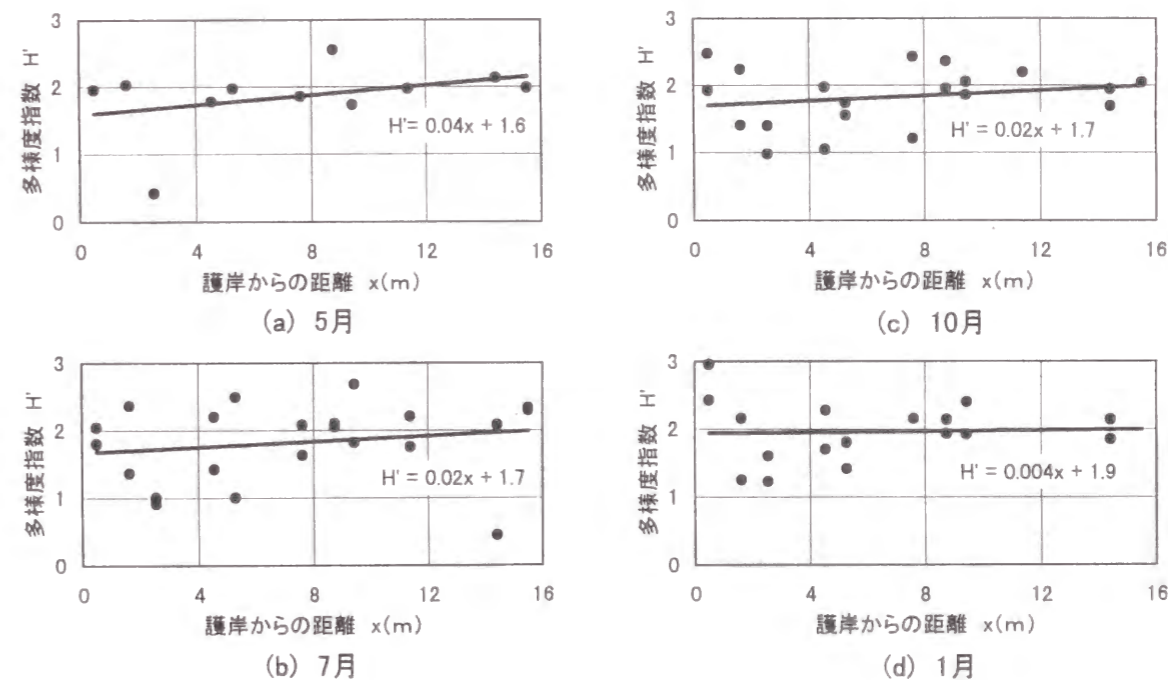 3
2
1
0
多様度指数 H'
H'= 0.04x + 1.6
0 4 8 12 16
護岸からの距離 x(m)
(a) 5月
3
2
1
0
多様度指数 H'
H' = 0.02x + 1.7
0 4 8 12 16
護岸からの距離 x(m)
(c) 10月
3
2
1
0
多様度指数 H'
H' = 0.02x + 1.7
0 4 8 12 16
護岸からの距離 x(m)
(b) 7月
3
2
1
0
多様度指数 H'
H' = 0.004x + 1.9
0 4 8 12 16
護岸からの距離 x(m)
(d) 1月